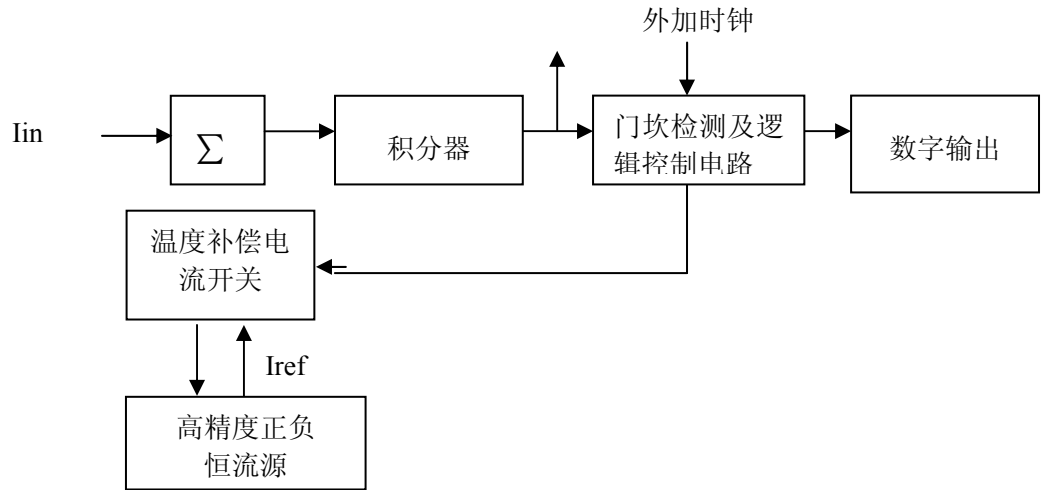 外加时钟
Iin
∑
积分器
门坎检测及逻
辑控制电路
数字输出
温度补偿电
流开关
Iref
高精度正负
恒流源